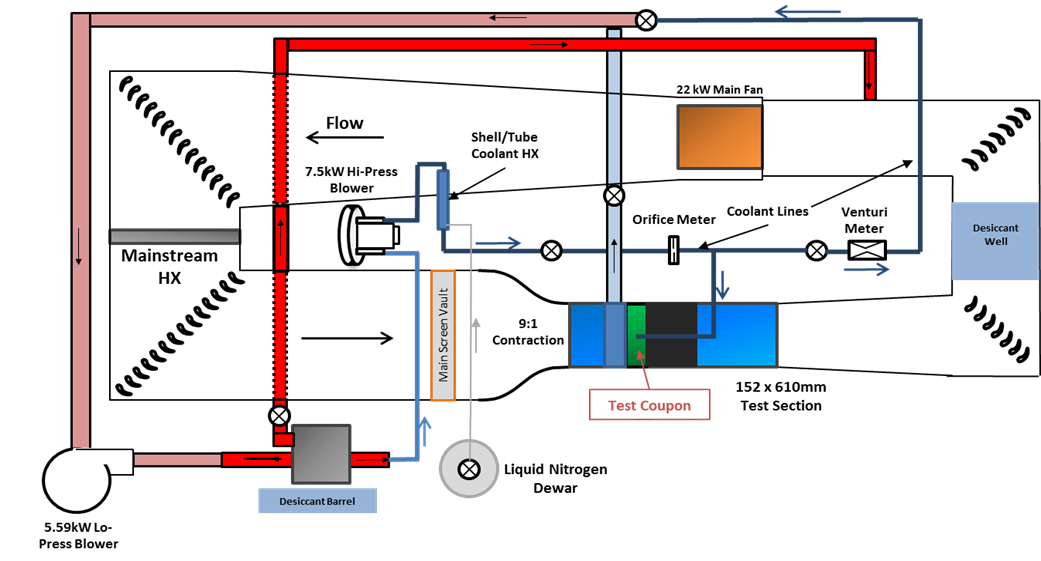 22 kW Main Fan
Flow
Shell/Tube
Coolant HX
7.5kW Hi-Press
Blower
Orifice Meter
Coolant Lines
Venturi
Meter
Desiccant
Well
Mainstream
HX
Main Screen Vault
9:1
Contraction
Test Coupon
152 x 610mm
Test Section
Liquid Nitrogen
Dewar
Desiccant Barrel
5.59kW Lo-
Press Blower